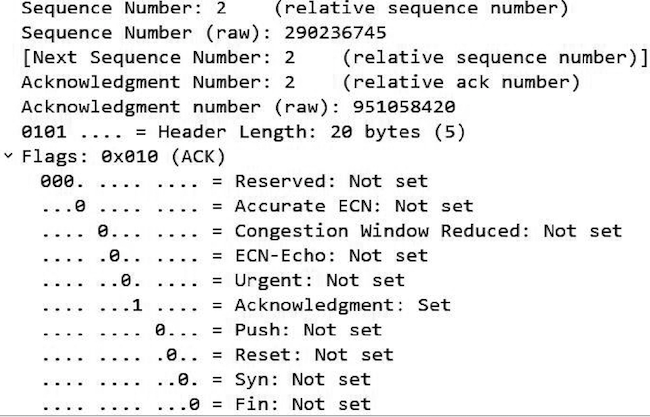 Sequence Number: 2 (relative sequence number)
Sequence Number (raw): 290236745
[Next Sequence Number: 2 (relative sequence number)]
Acknowledgment Number: 2 (relative ack number)
Acknowledgment number (raw): 951058420
0101 .... = Header Length: 20 bytes (5)
Flags: 0x010 (ACK)
000. .... .... = Reserved: Not set
...0 .... .... = Accurate ECN: Not set
.... 0... .... = Congestion Window Reduced: Not set
.... .0.. .... = ECN-Echo: Not set
.... ..0. .... = Urgent: Not set
.... ...1 .... = Acknowledgment: Set
.... .... 0... = Push: Not set
.... .... .0.. = Reset: Not set
.... .... ..0. = Syn: Not set
.... .... ...0 = Fin: Not set